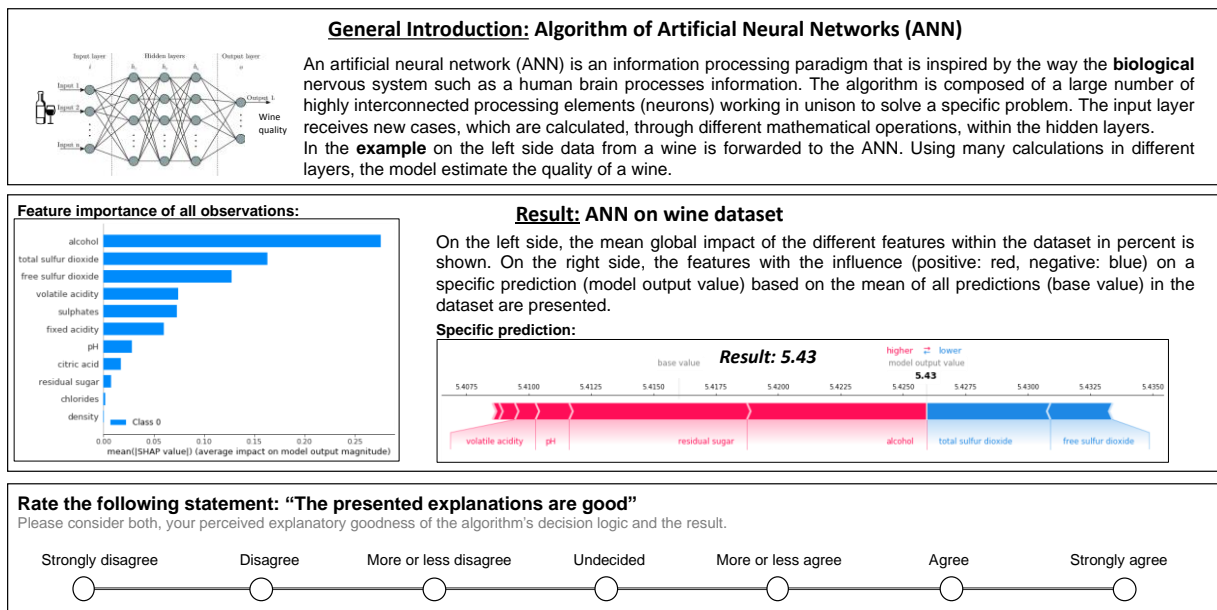 General Introduction: Algorithm of Artificial Neural Networks (ANN)
Input layer
Hidden layers
Output layer
i
h₁
h₂
h₃
o
Input 1
Input 2
Input n
Output 1
Wine
quality
An artificial neural network (ANN) is an information processing paradigm that is inspired by the way the biological
nervous system such as a human brain processes information. The algorithm is composed of a large number of
highly interconnected processing elements (neurons) working in unison to solve a specific problem. The input layer
receives new cases, which are calculated, through different mathematical operations, within the hidden layers.
In the example on the left side data from a wine is forwarded to the ANN. Using many calculations in different
layers, the model estimate the quality of a wine.
Feature importance of all observations:
alcohol
total sulfur dioxide
free sulfur dioxide
volatile acidity
sulphates
fixed acidity
pH
citric acid
residual sugar
chlorides
density
Class 0
0.00 0.05 0.10 0.15 0.20 0.25
mean(|SHAP value|) (average impact on model output magnitude)
Result: ANN on wine dataset
On the left side, the mean global impact of the different features within the dataset in percent is
shown. On the right side, the features with the influence (positive: red, negative: blue) on a
specific prediction (model output value) based on the mean of all predictions (base value) in the
dataset are presented.
Specific prediction:
higher ⇄ lower
base value Result: 5.43 model output value
5.43
5.4075 5.4100 5.4125 5.4150 5.4175 5.4200 5.4225 5.4250 5.4275 5.4300 5.4325 5.4350
volatile acidity pH residual sugar alcohol total sulfur dioxide free sulfur dioxide
Rate the following statement: “The presented explanations are good”
Please consider both, your perceived explanatory goodness of the algorithm’s decision logic and the result.
Strongly disagree Disagree More or less disagree Undecided More or less agree Agree Strongly agree